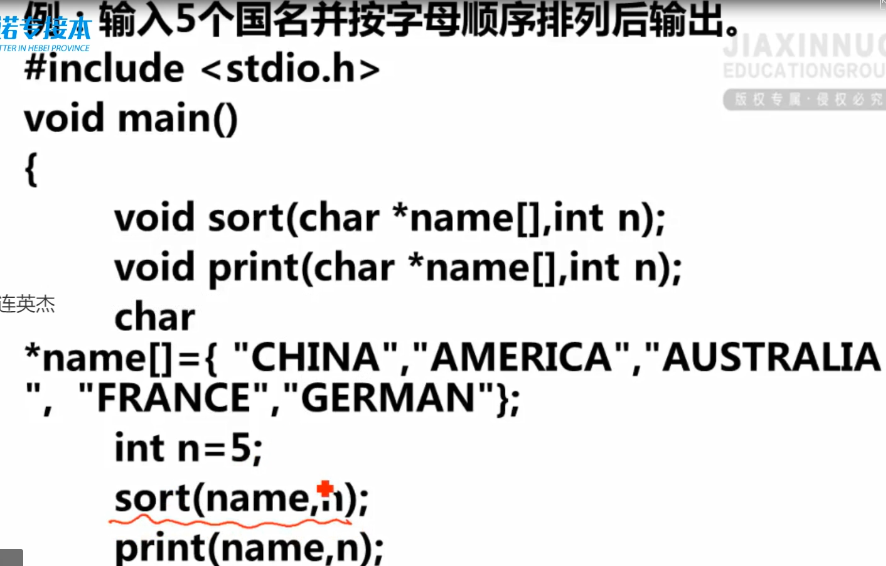 例：输入5个国名并按字母顺序排列后输出。
诺专接本
TTER IN HEBEI PROVINCE
JIAXINNUO
EDUCATIONGROU
版权专属·侵权必究
#include <stdio.h>
void main()
{
void sort(char *name[],int n);
void print(char *name[],int n);
连英杰
char
*name[]={ "CHINA","AMERICA","AUSTRALIA
", "FRANCE","GERMAN"};
int n=5;
sort(name,n);
print(name,n);